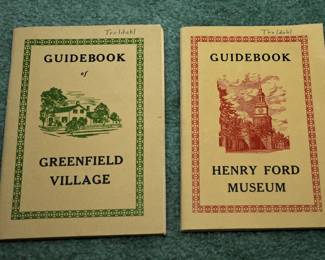 GUIDEBOOK
of
GREENFIELD
VILLAGE
GUIDEBOOK
HENRY FORD
MUSEUM